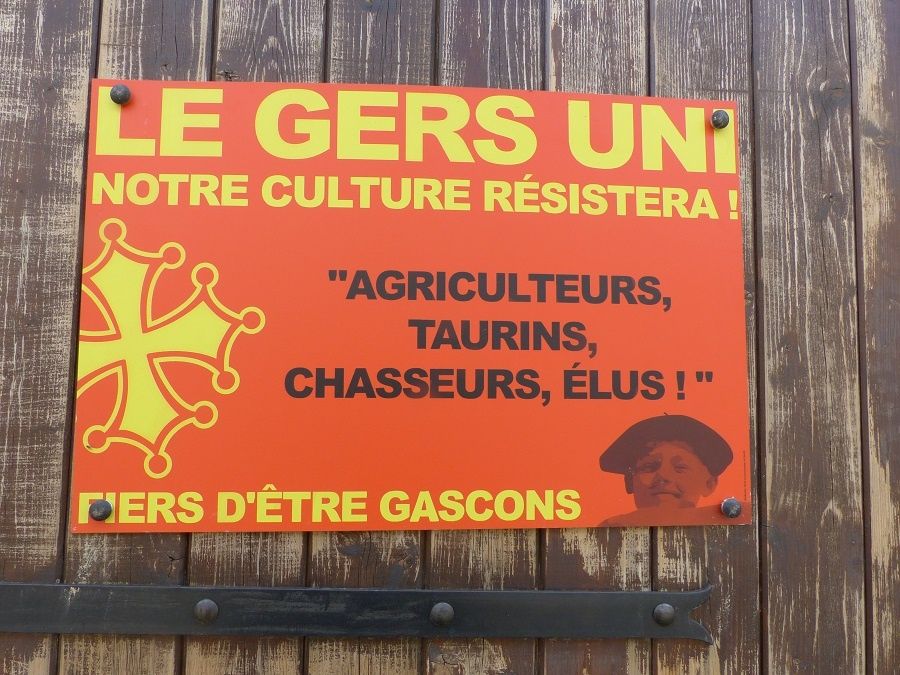 LE GERS UNI
NOTRE CULTURE RÉSISTERA !
"AGRICULTEURS,
TAURINS,
CHASSEURS, ÉLUS ! "
FIERS D'ÊTRE GASCONS